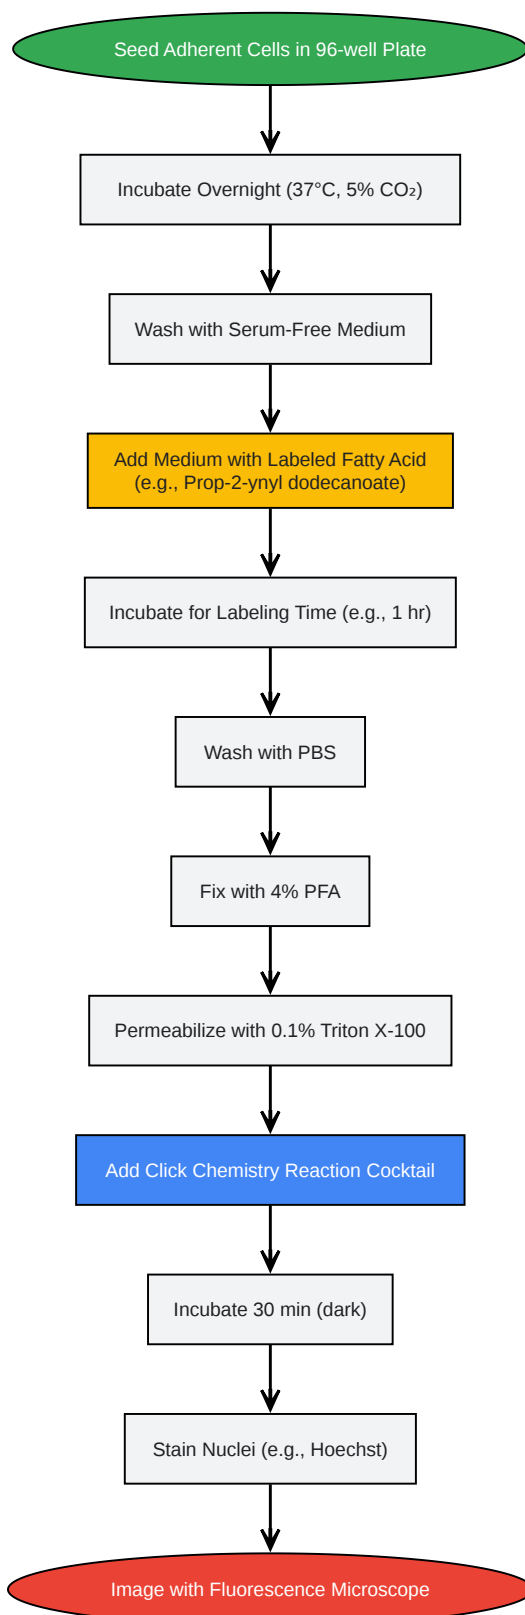 Seed Adherent Cells in 96-well Plate
Incubate Overnight (37°C, 5% CO₂)
Wash with Serum-Free Medium
Add Medium with Labeled Fatty Acid
(e.g., Prop-2-ynyl dodecanoate)
Incubate for Labeling Time (e.g., 1 hr)
Wash with PBS
Fix with 4% PFA
Permeabilize with 0.1% Triton X-100
Add Click Chemistry Reaction Cocktail
Incubate 30 min (dark)
Stain Nuclei (e.g., Hoechst)
Image with Fluorescence Microscope